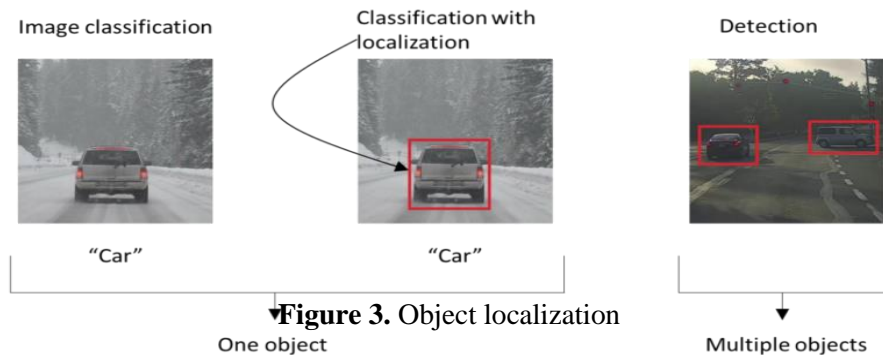 Image classification
Classification with
localization
Detection
“Car”
“Car”
Figure 3. Object localization
One object
Multiple objects